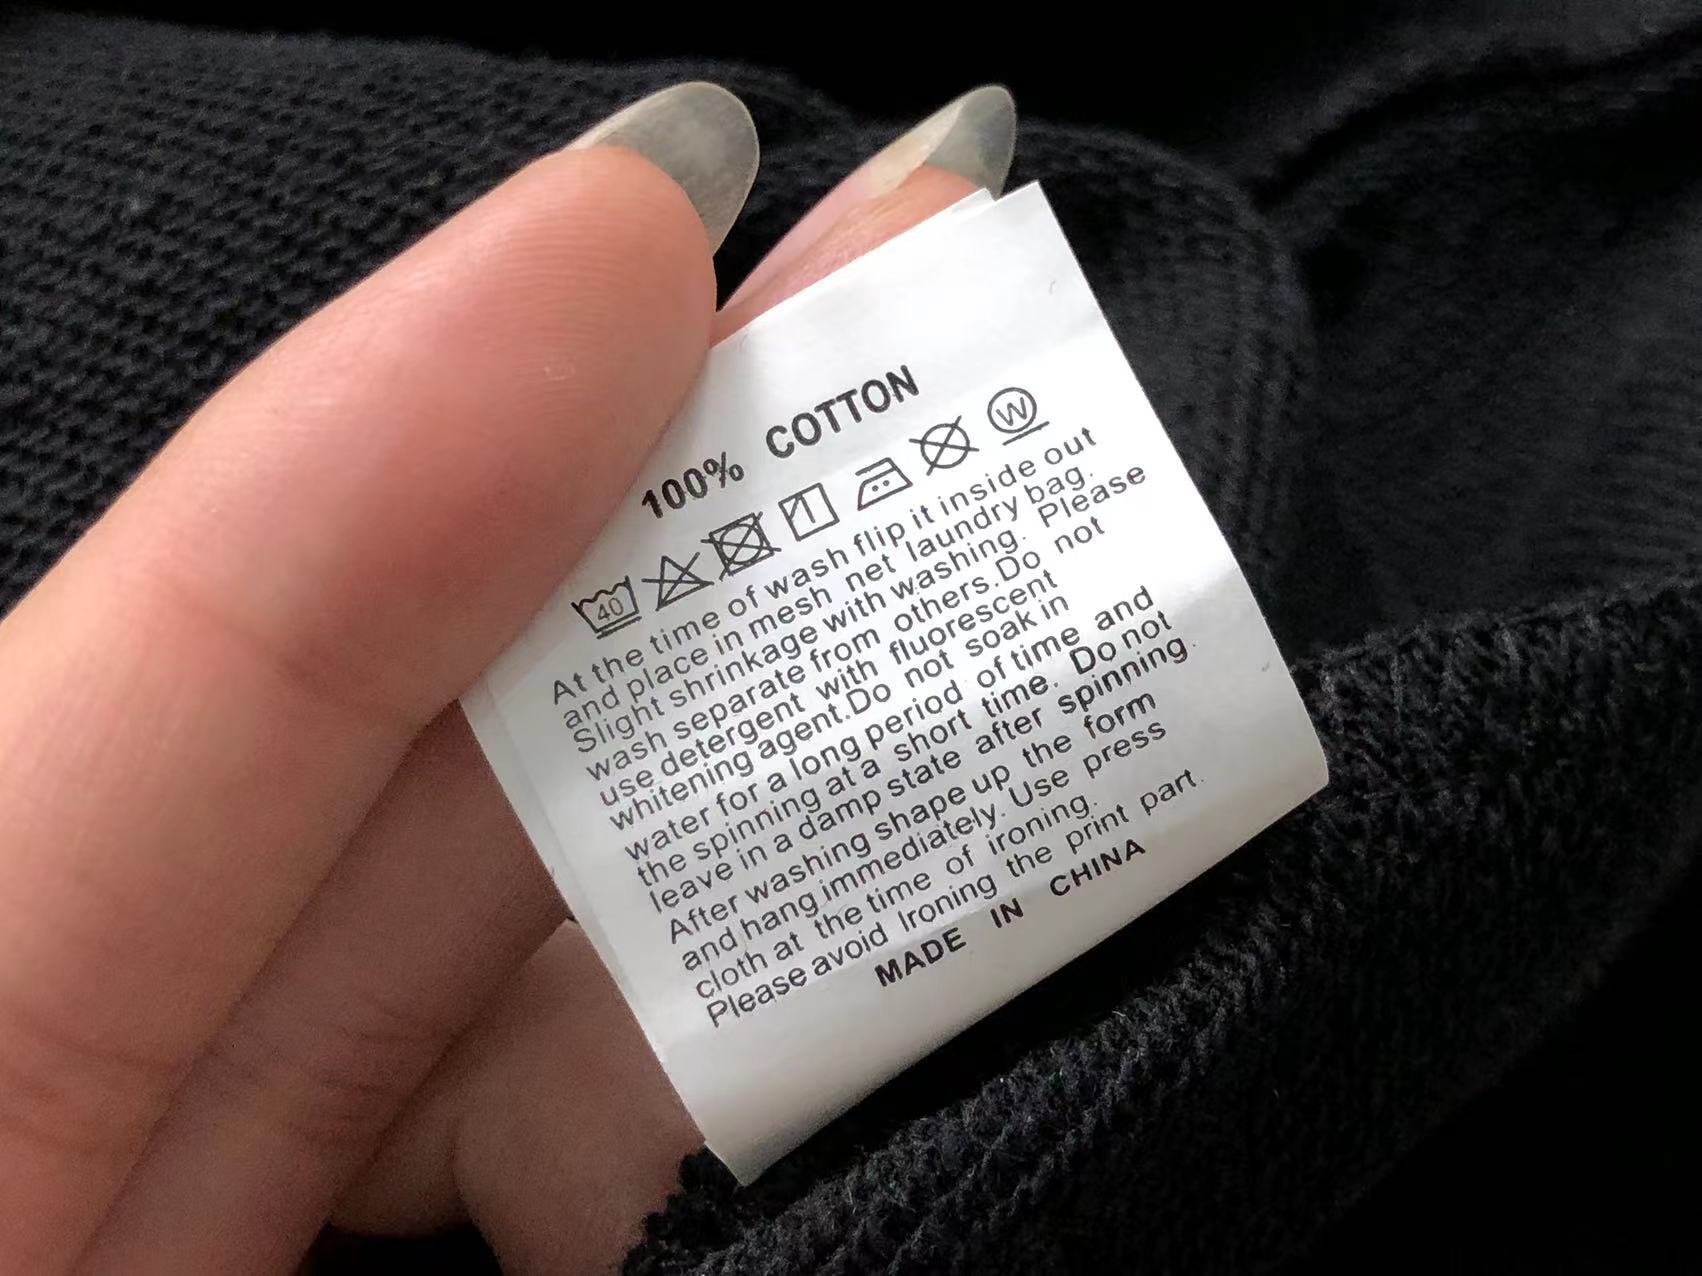 100% COTTON
40 W
At the time of wash flip it inside out
and place in mesh net laundry bag.
Slight shrinkage with washing. Please
wash separate from others.Do not
use detergent with fluorescent
whitening agent.Do not soak in
water for a long period of time and
the spinning at a short time. Do not
leave in a damp state after spinning.
After washing shape up the form
and hang immediately. Use press
cloth at the time of ironing.
Please avoid Ironing the print part.
MADE IN CHINA